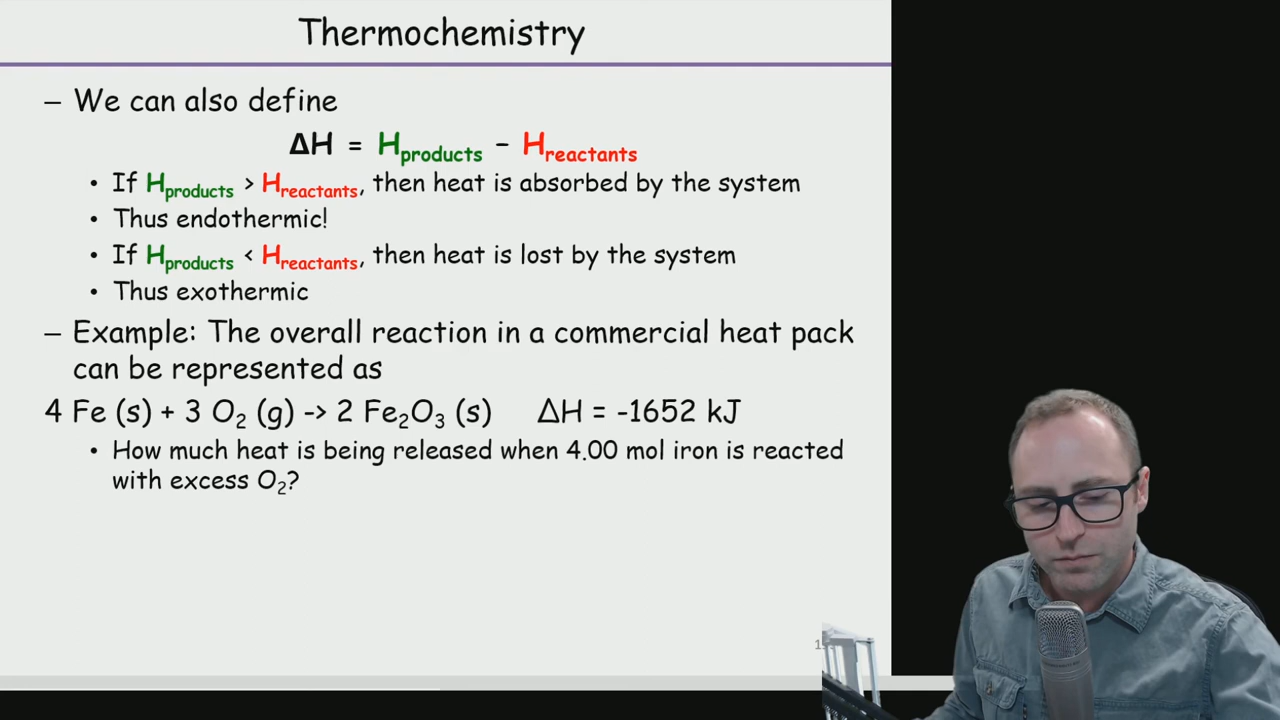 Thermochemistry
– We can also define
ΔH = Hproducts – Hreactants
• If Hproducts > Hreactants, then heat is absorbed by the system
• Thus endothermic!
• If Hproducts < Hreactants, then heat is lost by the system
• Thus exothermic
– Example: The overall reaction in a commercial heat pack
can be represented as
4 Fe (s) + 3 O2 (g) -> 2 Fe2O3 (s) ΔH = -1652 kJ
• How much heat is being released when 4.00 mol iron is reacted
with excess O2?